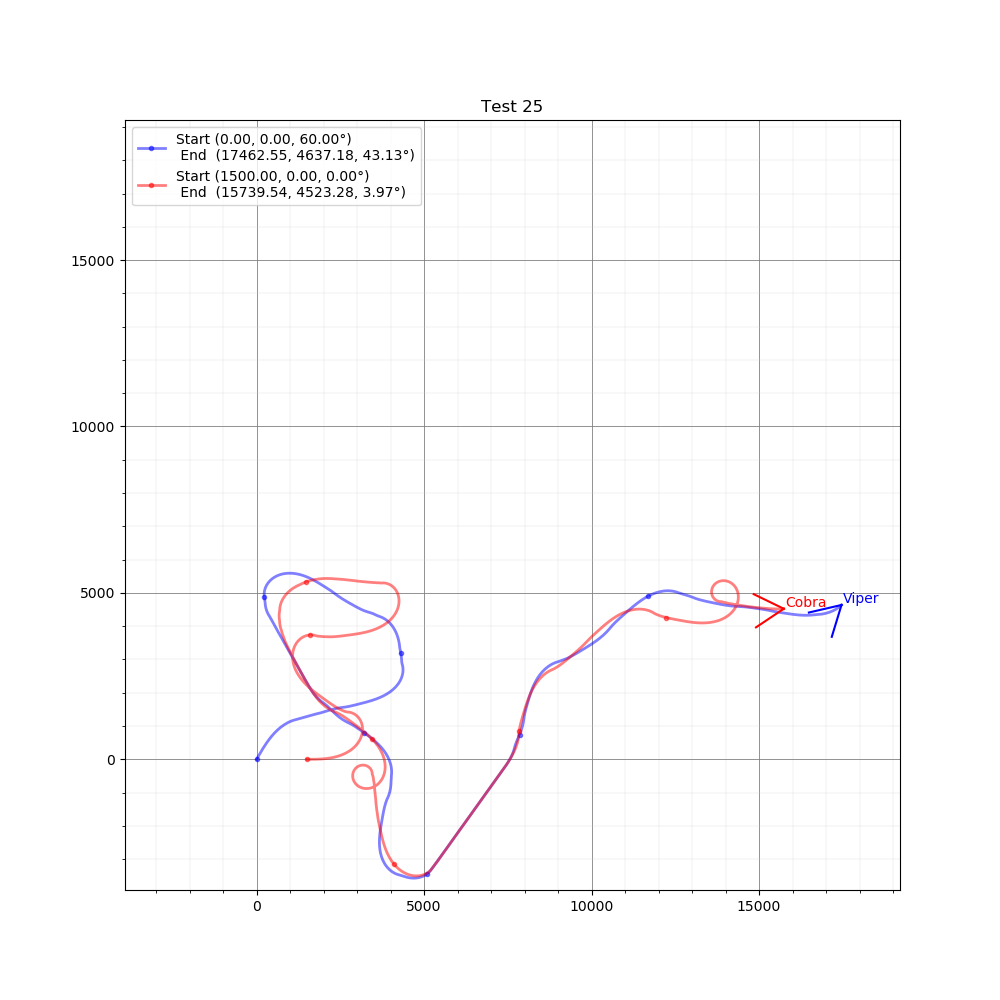 Test 25
Start (0.00, 0.00, 60.00°)
End (17462.55, 4637.18, 43.13°)
Start (1500.00, 0.00, 0.00°)
End (15739.54, 4523.28, 3.97°)
15000
10000
5000
0
Cobra
Viper
0
5000
10000
15000